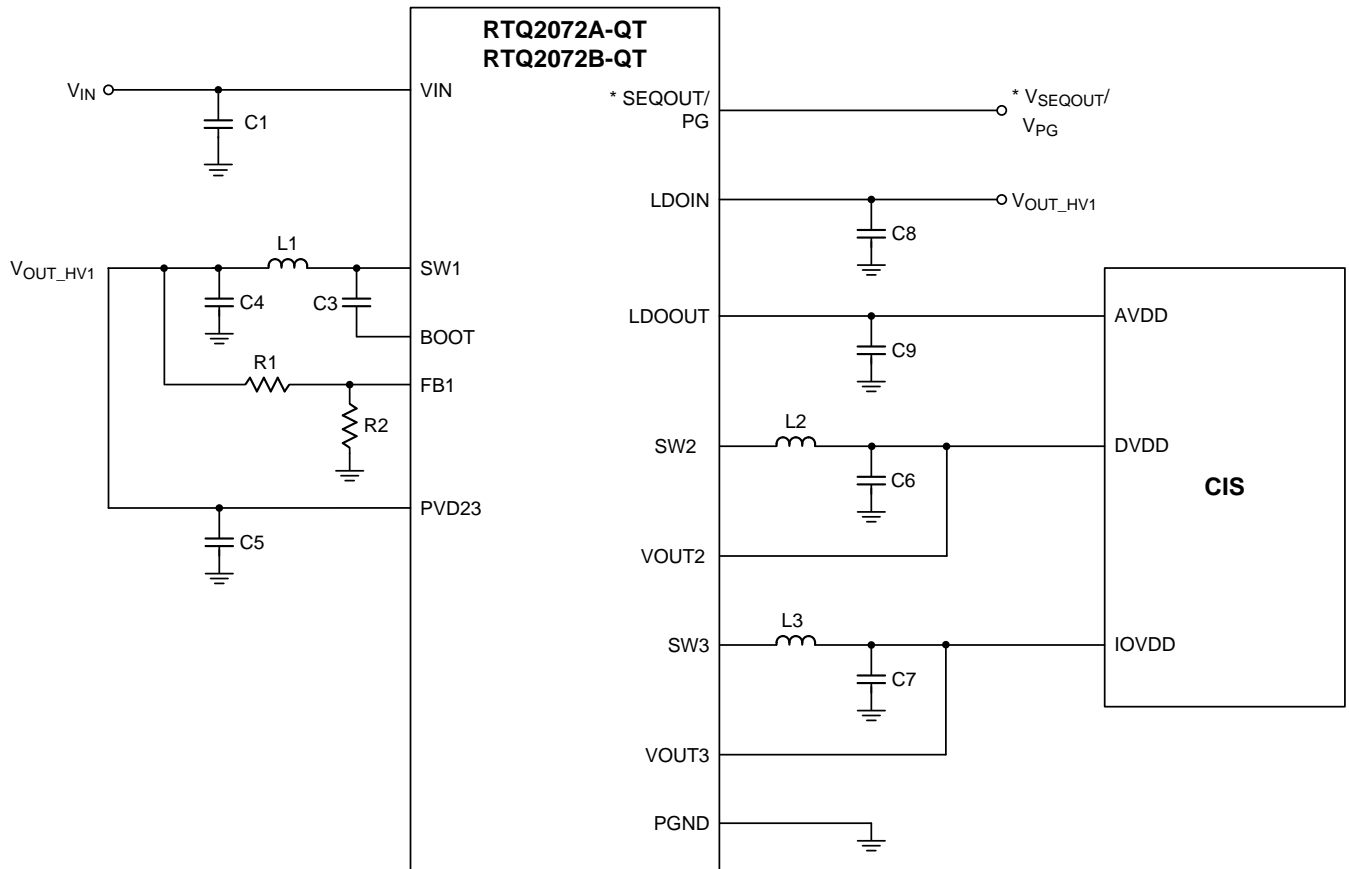 RTQ2072A-QT
RTQ2072B-QT
VIN
VIN
C1
* SEQOUT/
PG
* VSEQOUT/
VPG
LDOIN
VOUT_HV1
C8
VOUT_HV1
L1
SW1
C4
C3
BOOT
R1
FB1
R2
LDOOUT
C9
AVDD
SW2
L2
DVDD
C6
CIS
PVD23
C5
VOUT2
L3
SW3
IOVDD
C7
VOUT3
PGND